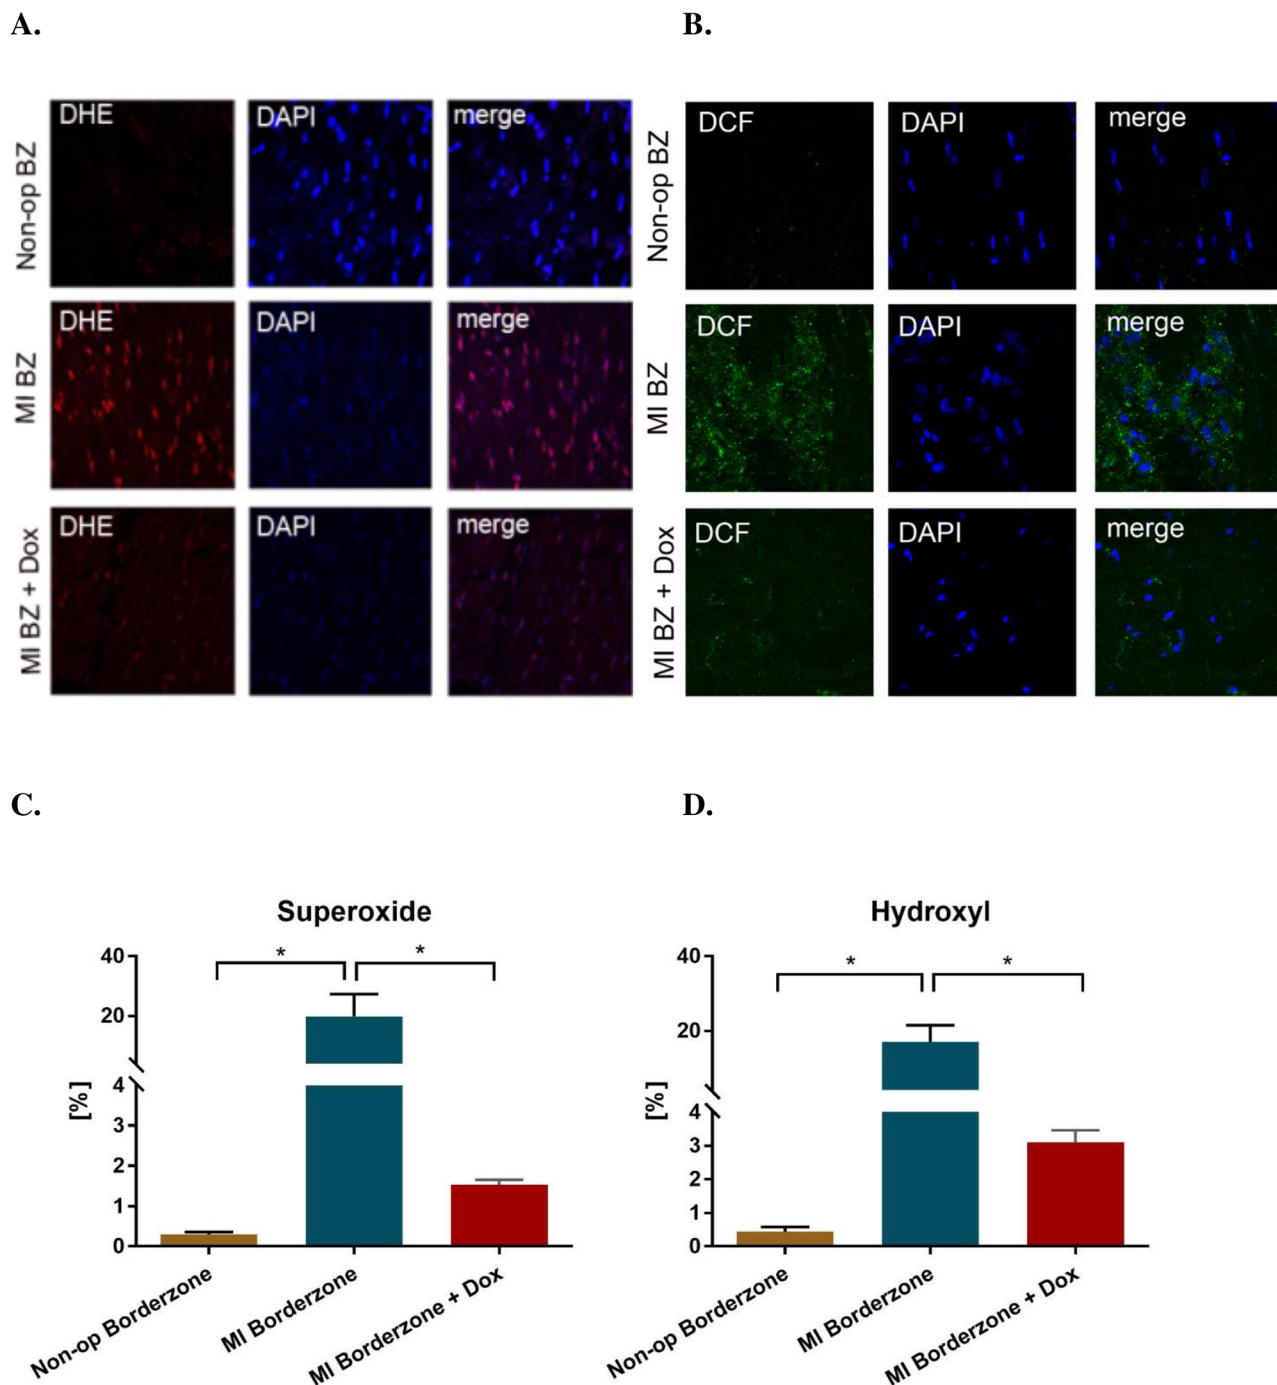 A.
B.
DHE
DAPI
merge
Non-op BZ
DHE
DAPI
merge
MI BZ
DHE
DAPI
merge
MI BZ + Dox
DCF
DAPI
merge
Non-op BZ
DCF
DAPI
merge
MI BZ
DCF
DAPI
merge
MI BZ + Dox
C.
D.
Superoxide
40
20
4
3
2
1
0
[%]
*
*
Non-op Borderzone
MI Borderzone
MI Borderzone + Dox
Hydroxyl
40
20
4
3
2
1
0
[%]
*
*
Non-op Borderzone
MI Borderzone
MI Borderzone + Dox